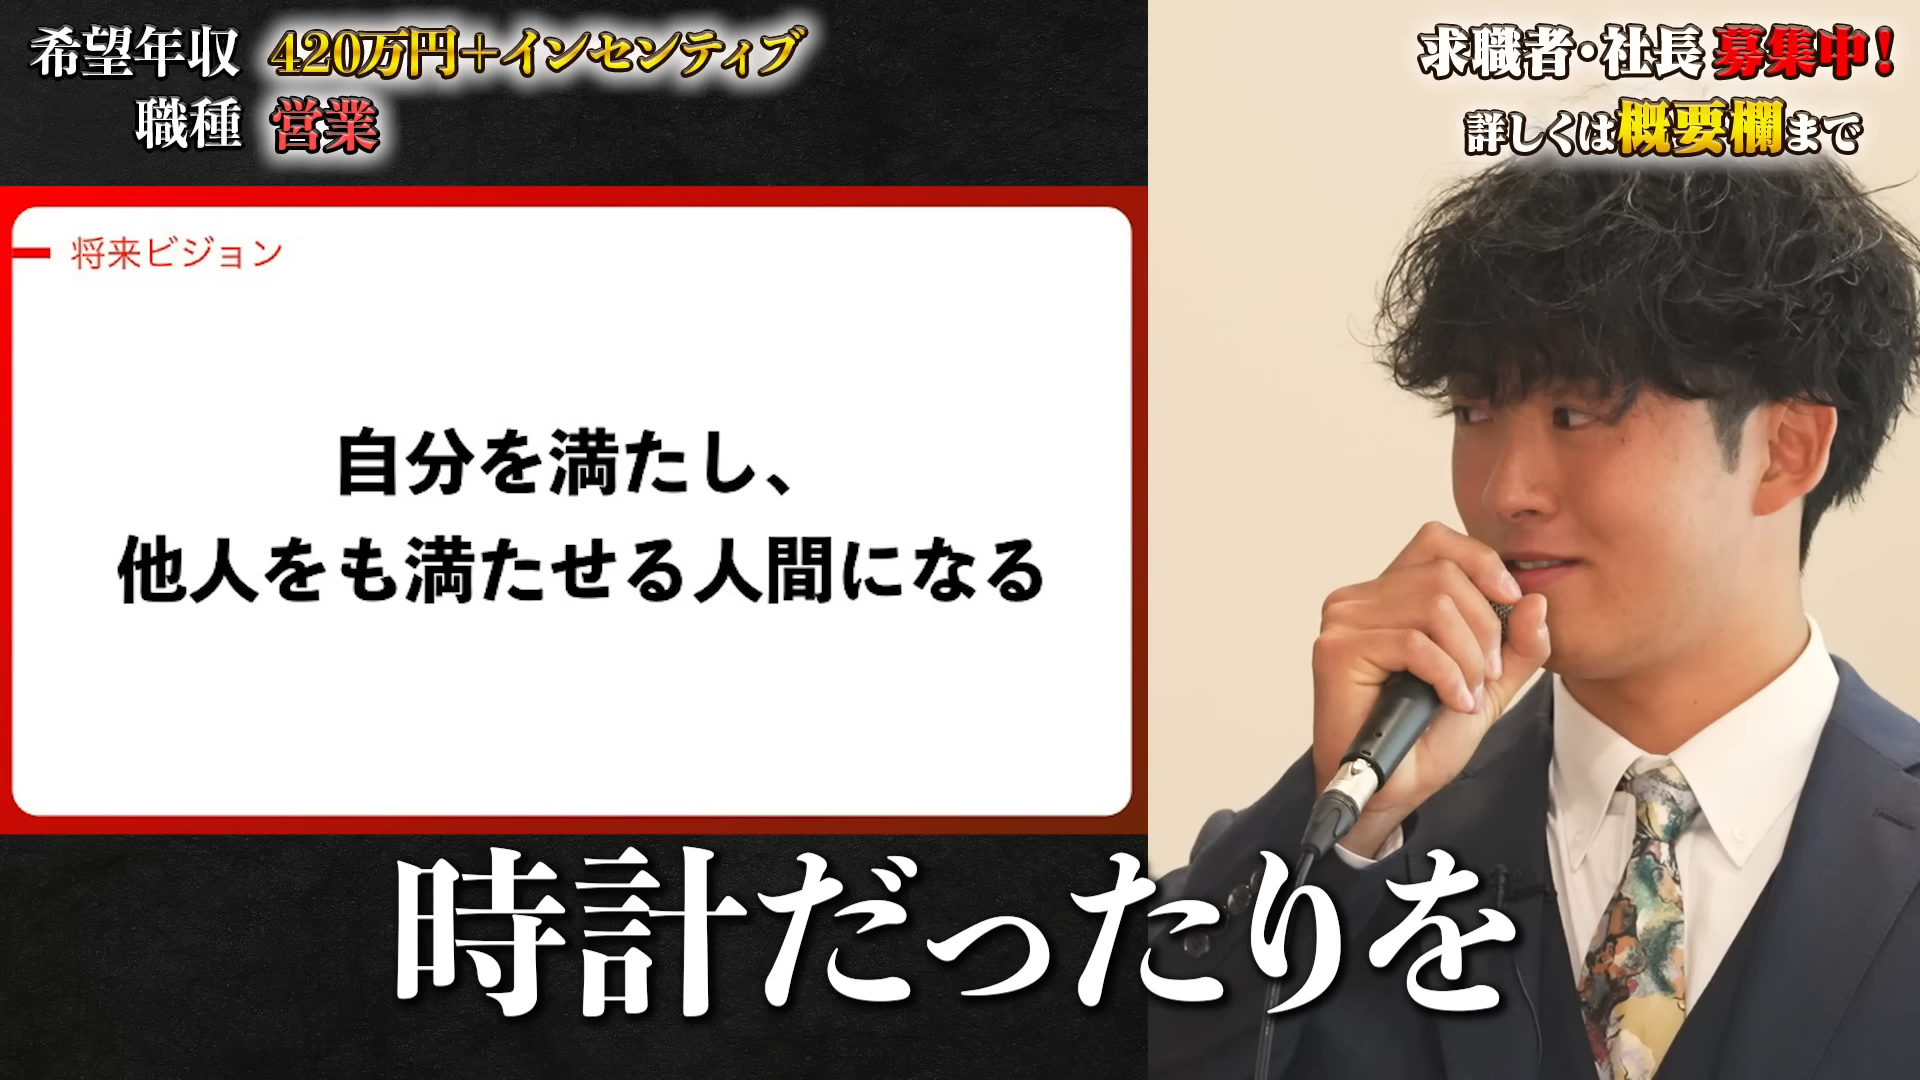 希望年収 420万円+インセンティブ
職種 営業
求職者・社長 募集中!
詳しくは概要欄まで
将来ビジョン
自分を満たし、
他人をも満たせる人間になる
時計だったりを